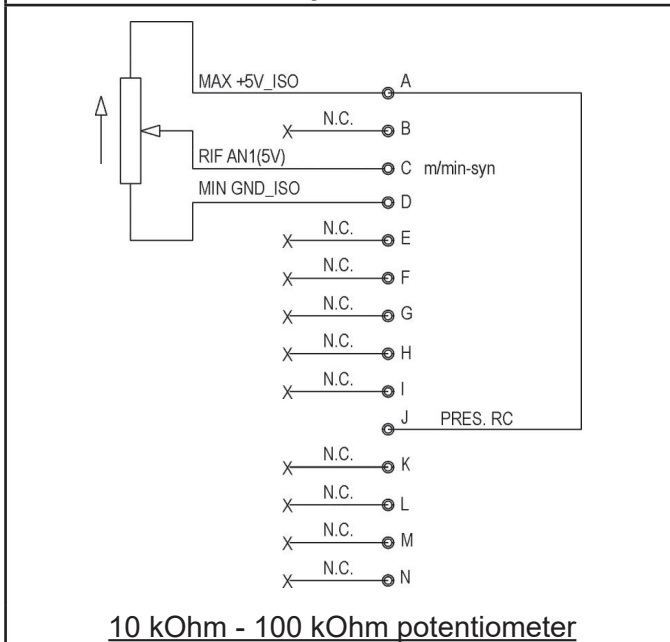 MAX +5V_ISO A
N.C. B
RIF AN1(5V) C m/min-syn
MIN GND_ISO D
X N.C. E
X N.C. F
X N.C. G
X N.C. H
X N.C. I
J PRES. RC
X N.C. K
X N.C. L
X N.C. M
X N.C. N
10 kOhm - 100 kOhm potentiometer